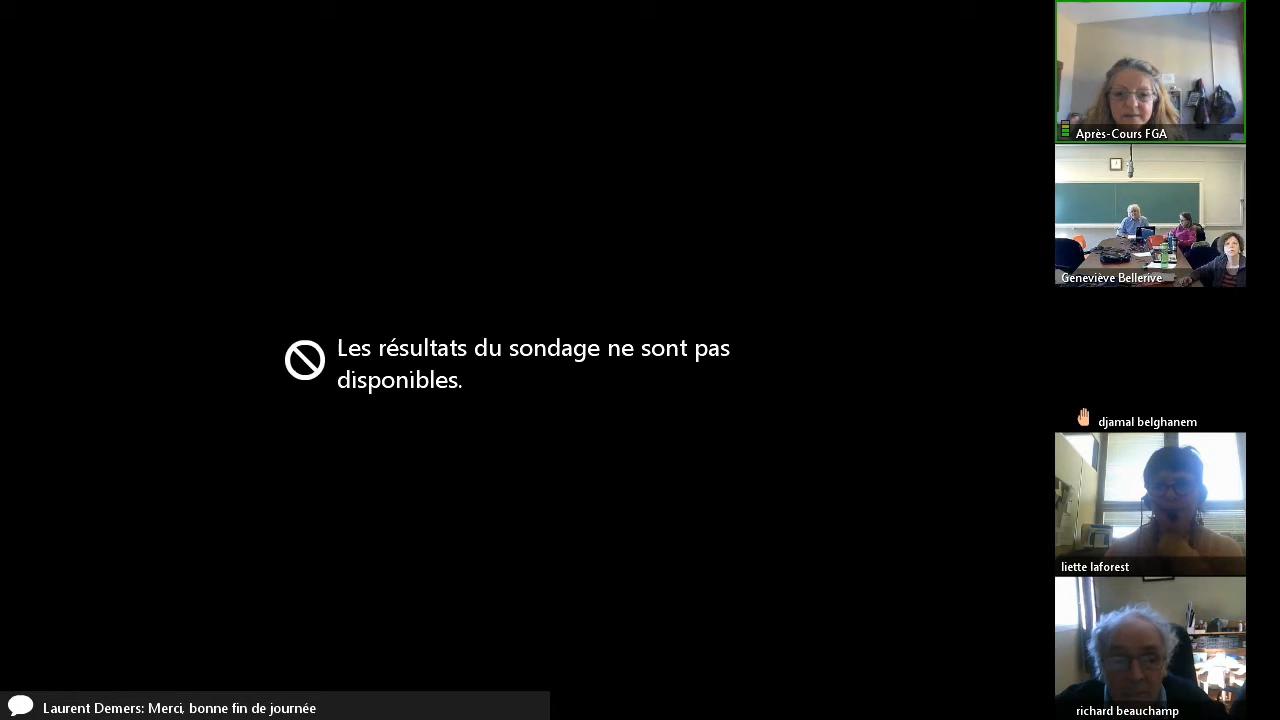 Les résultats du sondage ne sont pas
disponibles.
Après-Cours FGA
Geneviève Bellerive
djamal belghanem
liette laforest
richard beauchamp
Laurent Demers: Merci, bonne fin de journée